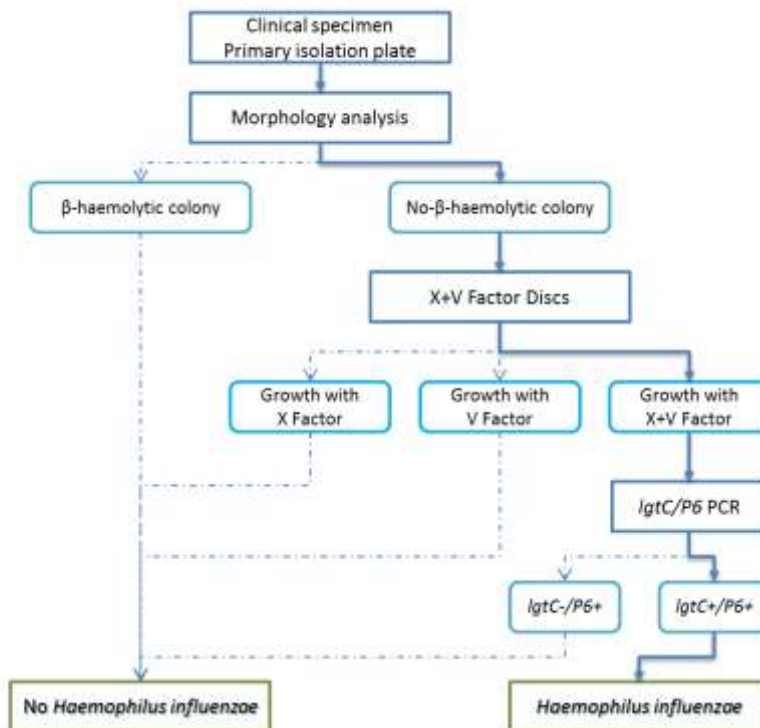 Clinical specimen
Primary isolation plate
Morphology analysis
β-haemolytic colony
No-β-haemolytic colony
X+V Factor Discs
Growth with
X Factor
Growth with
V Factor
Growth with
X+V Factor
lgtC/P6 PCR
lgtC-/P6+
lgtC+/P6+
No Haemophilus influenzae
Haemophilus influenzae